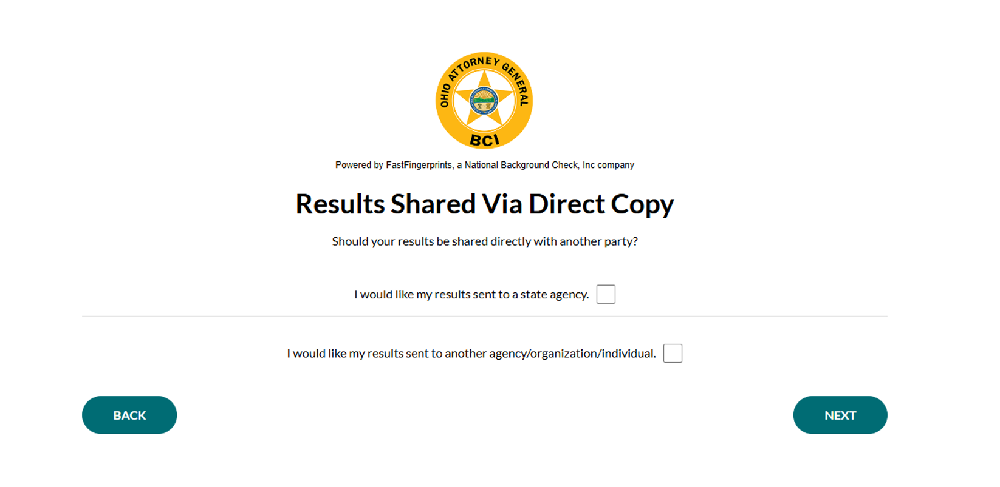 OHIO ATTORNEY GENERAL
BCI
Powered by FastFingerprints, a National Background Check, Inc company
Results Shared Via Direct Copy
Should your results be shared directly with another party?
I would like my results sent to a state agency.
I would like my results sent to another agency/organization/individual.
BACK
NEXT